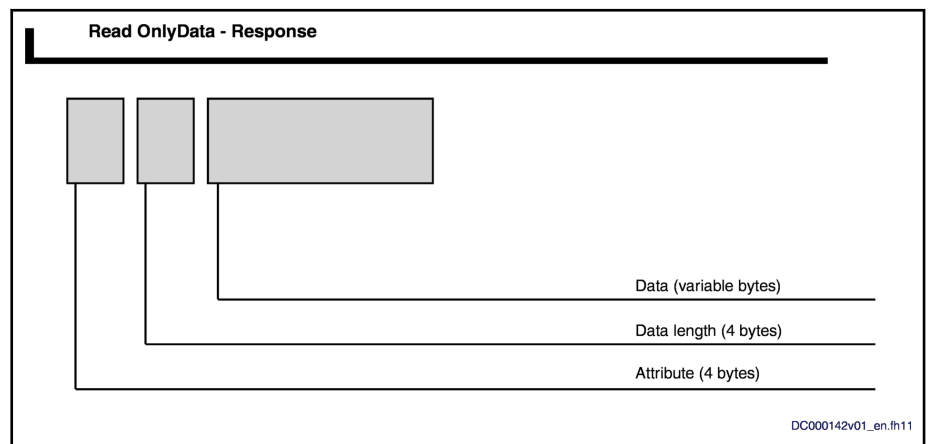 Read OnlyData - Response
Data (variable bytes)
Data length (4 bytes)
Attribute (4 bytes)
DC000142v01_en.fh11